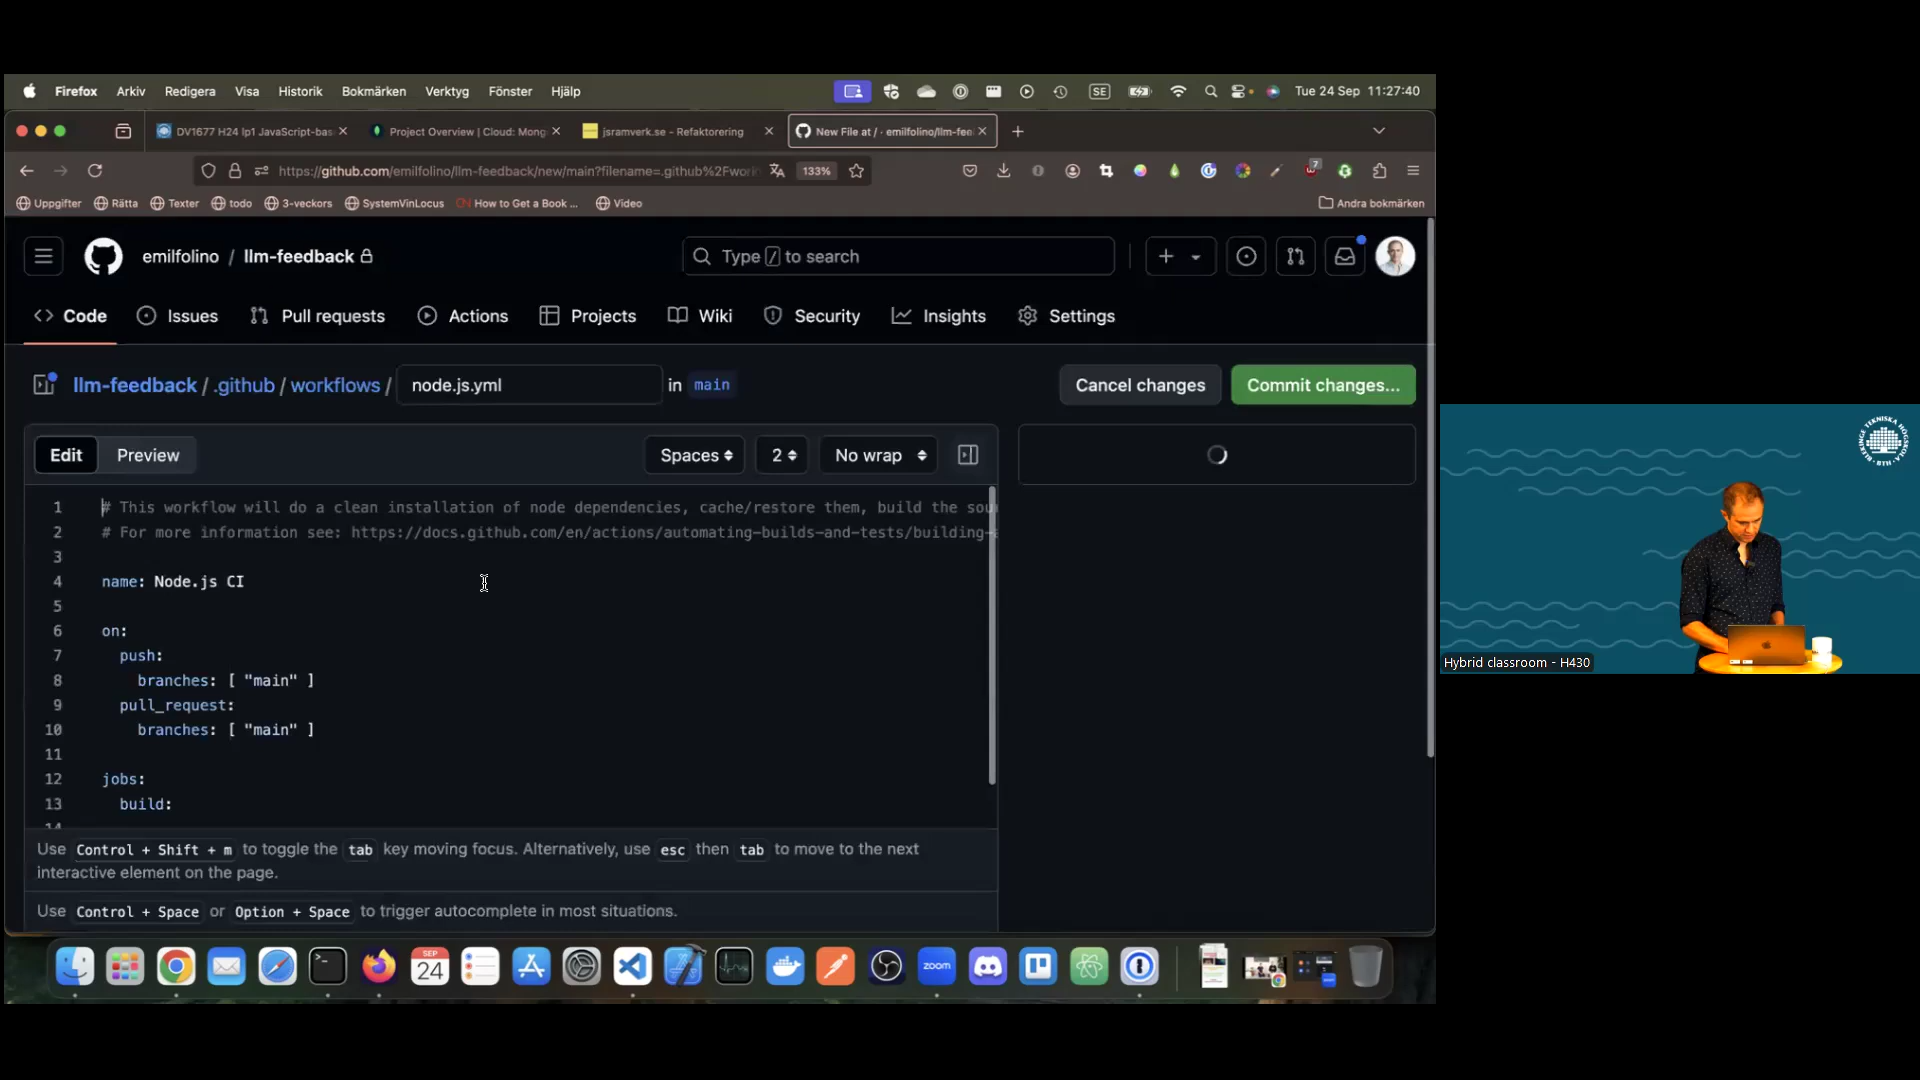 Firefox Arkiv Redigera Visa Historik Bokmärken Verktyg Fönster Hjälp SE Tue 24 Sep 11:27:40
DV1677 H24 lp1 JavaScript-bas Project Overview | Cloud: Mong jsramverk.se - Refaktorering New File at / · emilfolino/llm-fee
https://github.com/emilfolino/llm-feedback/new/main?filename=.github%2Fwor 133% 7
Uppgifter Rätta Texter todo 3-veckors SystemVinLocus How to Get a Book ... Video Andra bokmärken
emilfolino / llm-feedback Type / to search
Code Issues Pull requests Actions Projects Wiki Security Insights Settings
llm-feedback / .github / workflows / node.js.yml in main Cancel changes Commit changes...
Edit Preview Spaces 2 No wrap
1 # This workflow will do a clean installation of node dependencies, cache/restore them, build the sou
2 # For more information see: https://docs.github.com/en/actions/automating-builds-and-tests/building-a
3
4 name: Node.js CI
5
6 on:
7 push:
8 branches: [ "main" ]
9 pull_request:
10 branches: [ "main" ]
11
12 jobs:
13 build:
14
Use Control + Shift + m to toggle the tab key moving focus. Alternatively, use esc then tab to move to the next
interactive element on the page.
Use Control + Space or Option + Space to trigger autocomplete in most situations.
SEP
24
zoom
BLEKINGE TEKNISKA HÖGSKOLA · BTH ·
Hybrid classroom - H430